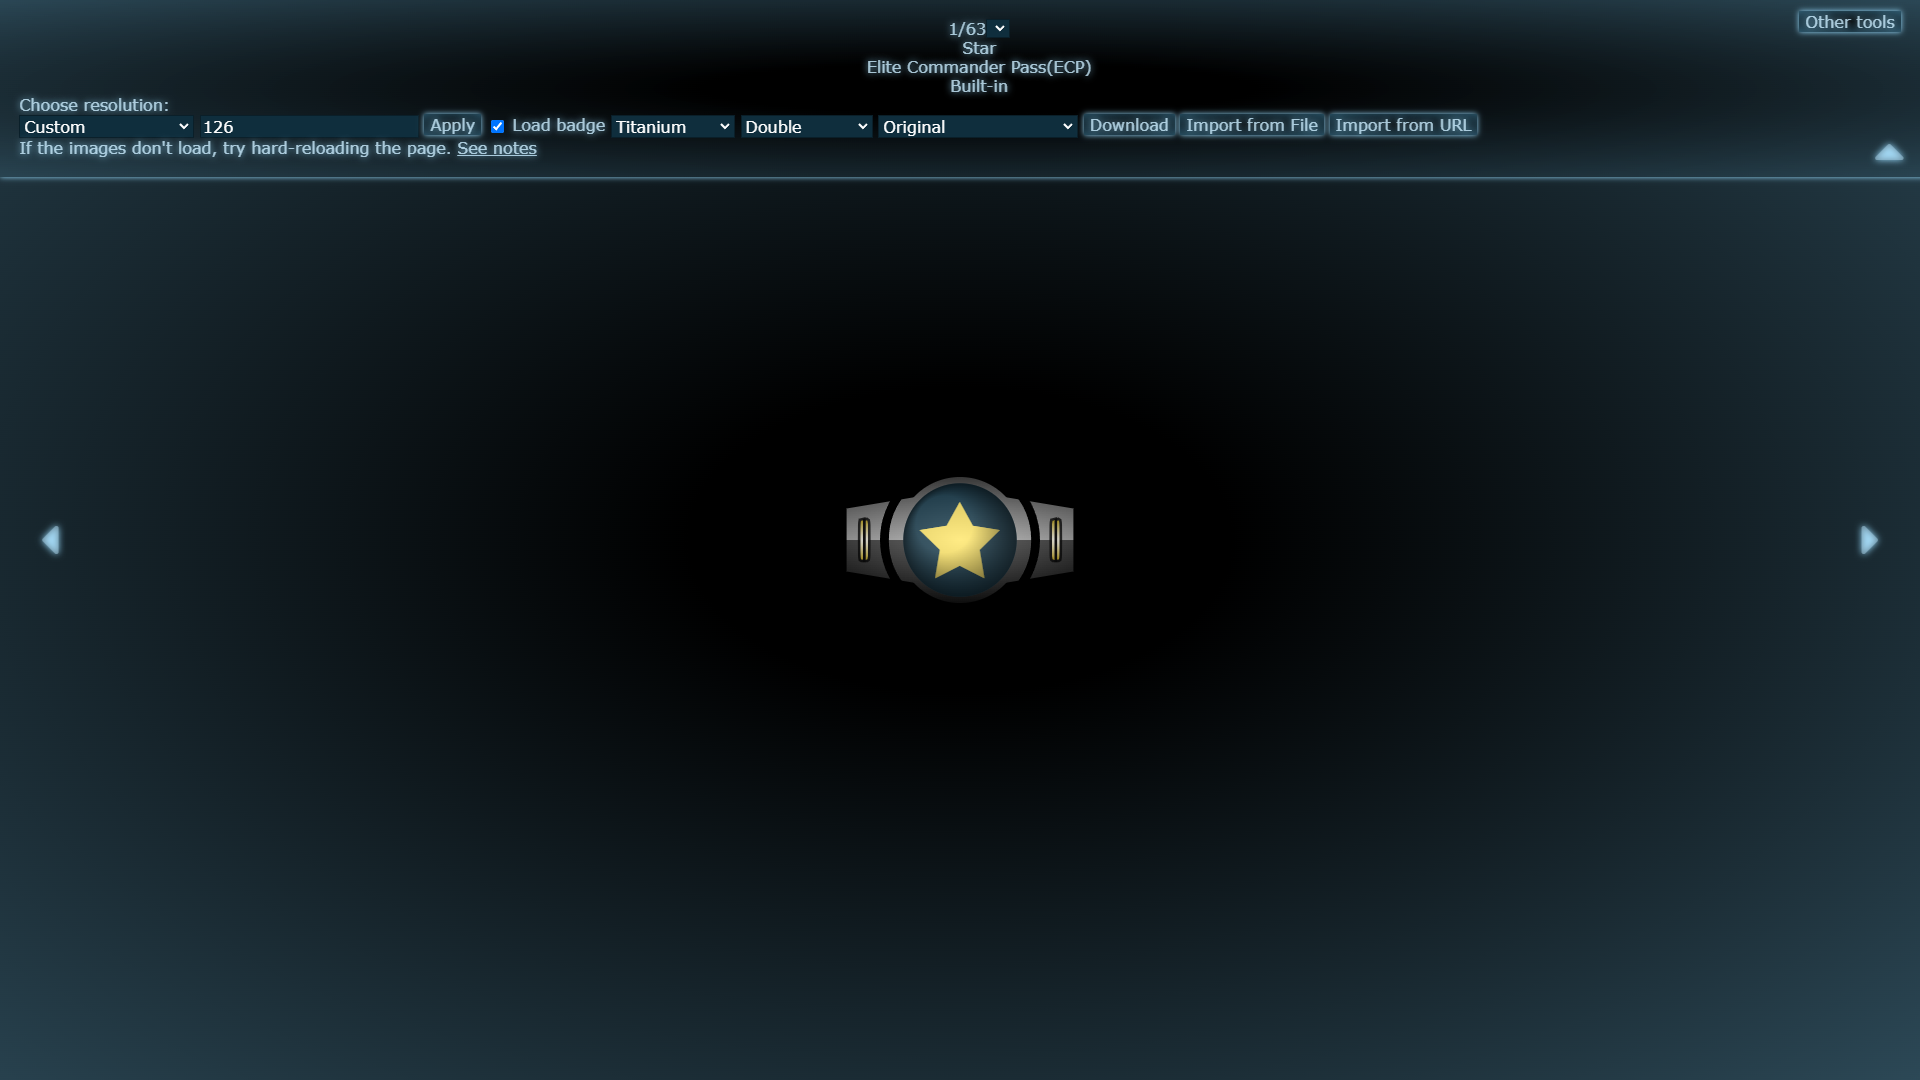 1/63
Other tools
Star
Elite Commander Pass(ECP)
Built-in
Choose resolution:
Custom 126 Apply Load badge Titanium Double Original Download Import from File Import from URL
If the images don't load, try hard-reloading the page. See notes